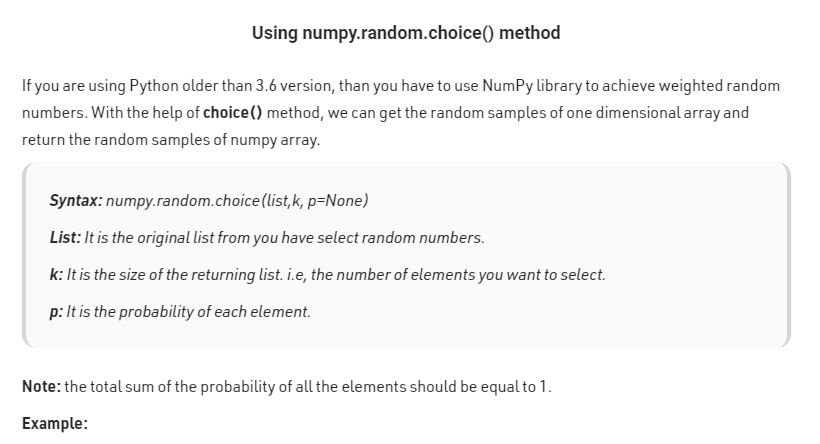 Using numpy.random.choice() method
If you are using Python older than 3.6 version, than you have to use NumPy library to achieve weighted random
numbers. With the help of choice() method, we can get the random samples of one dimensional array and
return the random samples of numpy array.
Syntax: numpy.random.choice(list,k, p=None)
List: It is the original list from you have select random numbers.
k: It is the size of the returning list. i.e, the number of elements you want to select.
p: It is the probability of each element.
Note: the total sum of the probability of all the elements should be equal to 1.
Example: